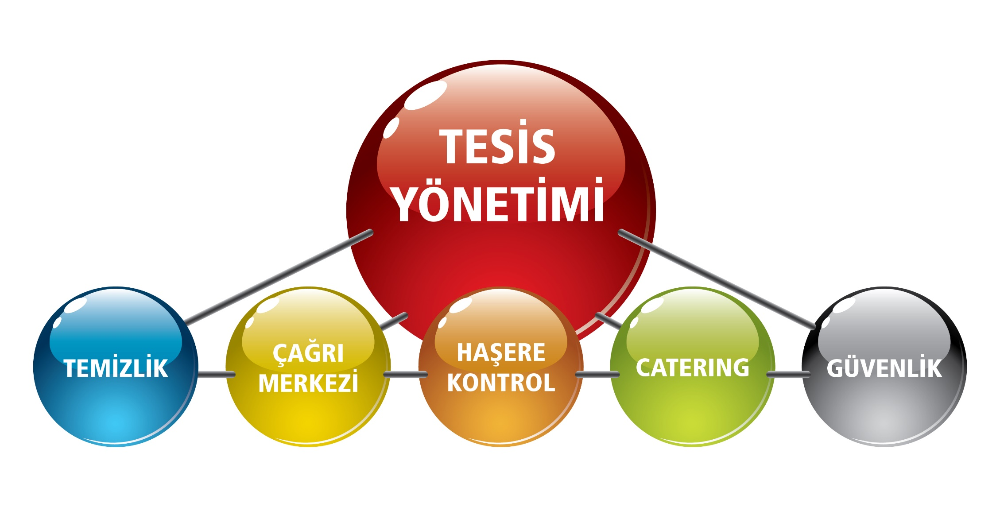 TESİS
YÖNETİMİ
TEMİZLİK
ÇAĞRI
MERKEZİ
HAŞERE
KONTROL
CATERING
GÜVENLİK